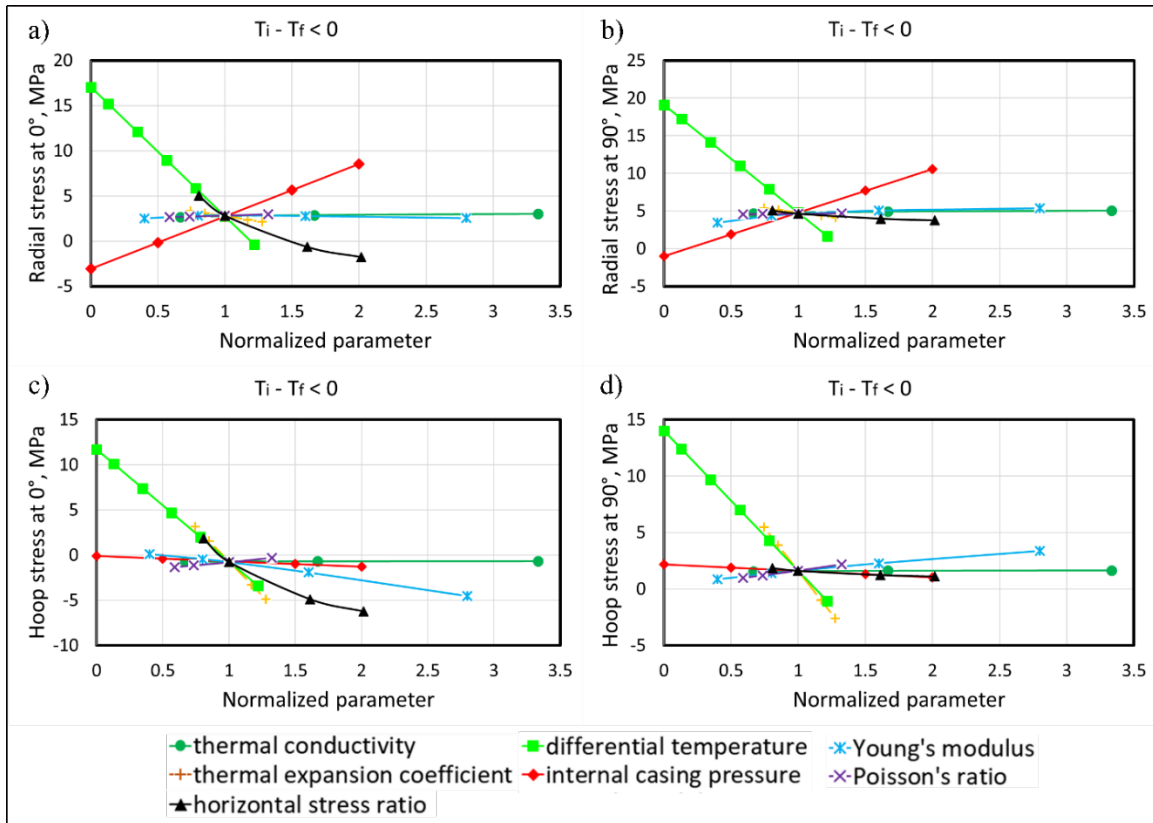 a)
Ti - Tf < 0
Radial stress at 0°, MPa
20
15
10
5
0
-5
0 0.5 1 1.5 2 2.5 3 3.5
Normalized parameter
b)
Ti - Tf < 0
Radial stress at 90°, MPa
25
20
15
10
5
0
-5
0 0.5 1 1.5 2 2.5 3 3.5
Normalized parameter
c)
Ti - Tf < 0
Hoop stress at 0°, MPa
15
10
5
0
-5
-10
0 0.5 1 1.5 2 2.5 3 3.5
Normalized parameter
d)
Ti - Tf < 0
Hoop stress at 90°, MPa
15
10
5
0
-5
0 0.5 1 1.5 2 2.5 3 3.5
Normalized parameter
thermal conductivity
differential temperature
Young's modulus
thermal expansion coefficient
internal casing pressure
Poisson's ratio
horizontal stress ratio